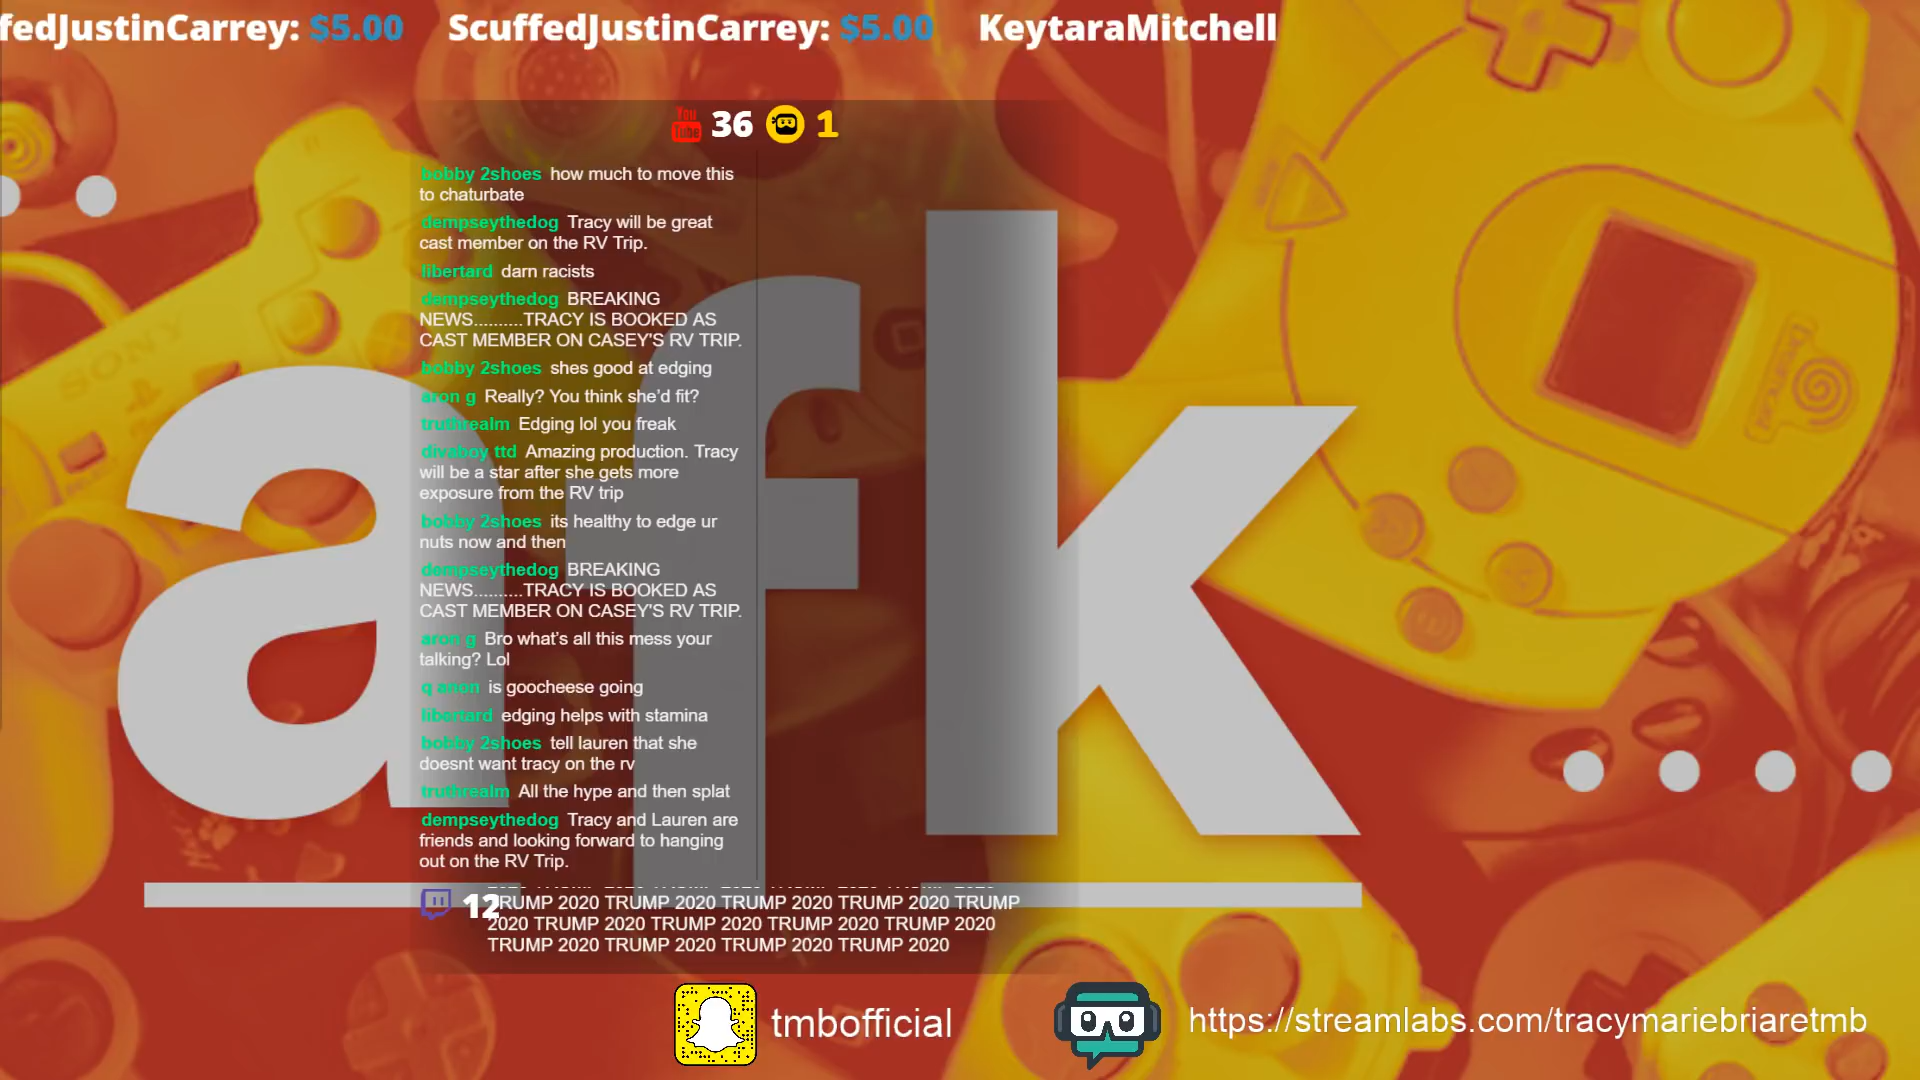 fedJustinCarrey: $5.00 ScuffedJustinCarrey: $5.00 KeytaraMitchell
You Tube 36 1
bobby 2shoes how much to move this
to chaturbate
dempseythedog Tracy will be great
cast member on the RV Trip.
libertard darn racists
dempseythedog BREAKING
NEWS..........TRACY IS BOOKED AS
CAST MEMBER ON CASEY'S RV TRIP.
bobby 2shoes shes good at edging
aron g Really? You think she'd fit?
truthrealm Edging lol you freak
divaboy ttd Amazing production. Tracy
will be a star after she gets more
exposure from the RV trip
bobby 2shoes its healthy to edge ur
nuts now and then
dempseythedog BREAKING
NEWS..........TRACY IS BOOKED AS
CAST MEMBER ON CASEY'S RV TRIP.
aron g Bro what's all this mess your
talking? Lol
q anon is goocheese going
libertard edging helps with stamina
bobby 2shoes tell lauren that she
doesnt want tracy on the rv
truthrealm All the hype and then splat
dempseythedog Tracy and Lauren are
friends and looking forward to hanging
out on the RV Trip.
afk
SONY
12
TRUMP 2020 TRUMP 2020 TRUMP 2020 TRUMP 2020 TRUMP
2020 TRUMP 2020 TRUMP 2020 TRUMP 2020 TRUMP 2020
TRUMP 2020 TRUMP 2020 TRUMP 2020 TRUMP 2020
tmbofficial
https://streamlabs.com/tracymariebriaretmb